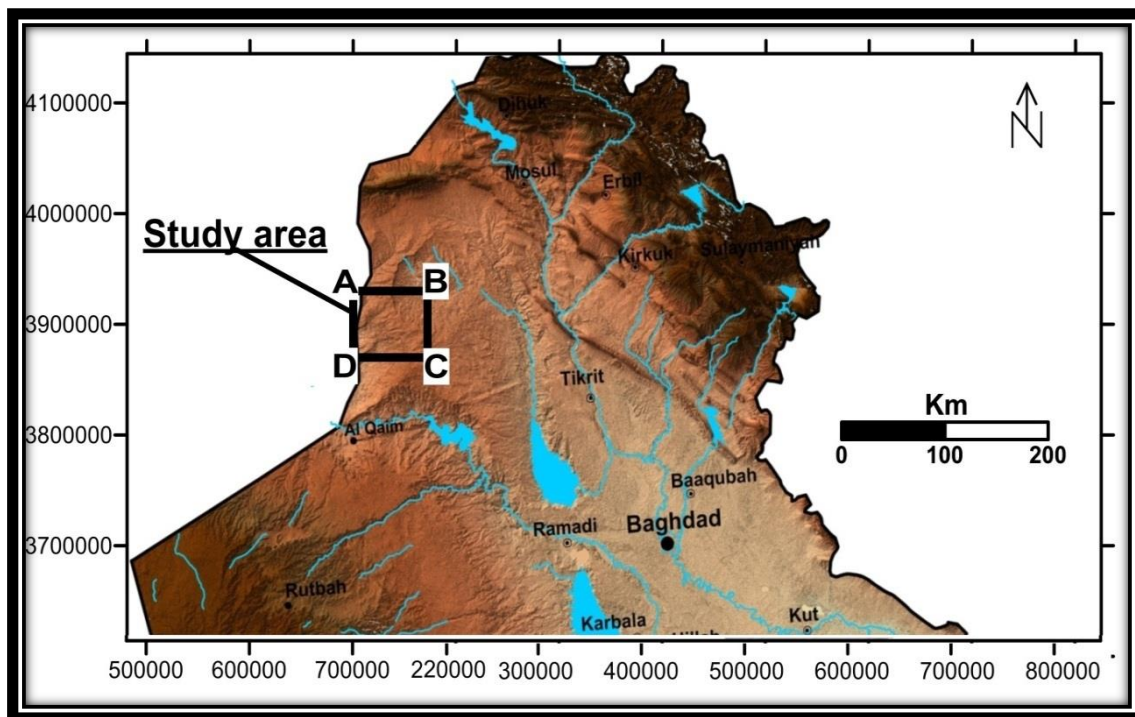 4100000
Dihuk
N
Mosul
Erbil
4000000
Study area
Kirkuk
Sulaymaniyah
A
B
3900000
D
C
Tikrit
Km
0 100 200
3800000
Al Qaim
Baaqubah
Ramadi
Baghdad
3700000
Rutbah
Karbala
Kut
500000 600000 700000 220000 300000 400000 500000 600000 700000 800000